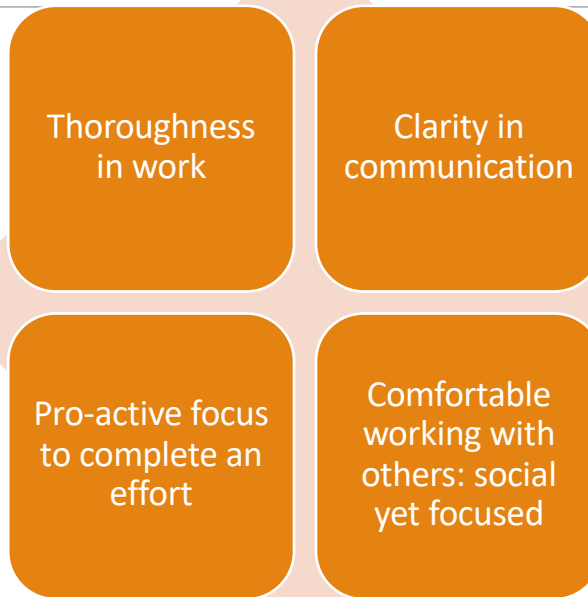 Thoroughness
in work
Clarity in
communication
Pro-active focus
to complete an
effort
Comfortable
working with
others: social
yet focused